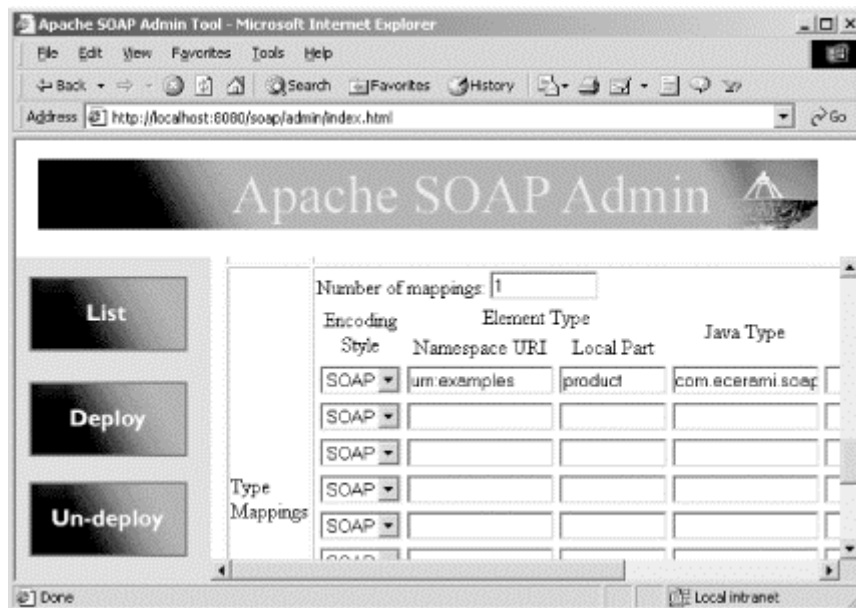 Apache SOAP Admin Tool - Microsoft Internet Explorer
File Edit View Favorites Tools Help
Back Search Favorites History
Address http://localhost:8080/soap/admin/index.html Go
Apache SOAP Admin
List
Deploy
Un-deploy
Type Mappings
Number of mappings: 1
Encoding Style Element Type Java Type
Namespace URI Local Part
SOAP urn:examples product com.ecerami.soap
SOAP
SOAP
SOAP
SOAP
SOAP
Done Local intranet